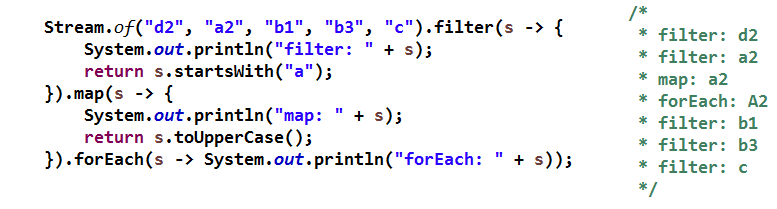 Stream.of("d2", "a2", "b1", "b3", "c").filter(s -> {
    System.out.println("filter: " + s);
    return s.startsWith("a");
}).map(s -> {
    System.out.println("map: " + s);
    return s.toUpperCase();
}).forEach(s -> System.out.println("forEach: " + s));
/*
 * filter: d2
 * filter: a2
 * map: a2
 * forEach: A2
 * filter: b1
 * filter: b3
 * filter: c
 */